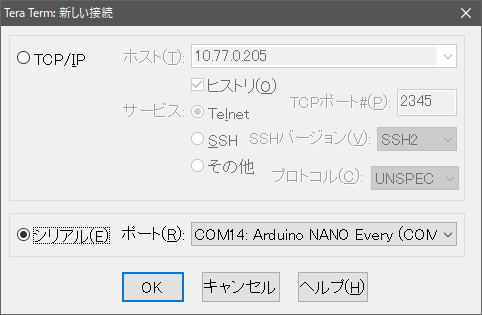 Tera Term: 新しい接続
TCP/IP
ホスト(T): 10.77.0.205
ヒストリ(O)
サービス: Telnet
TCPポート#(P): 2345
SSH
SSHバージョン(V): SSH2
その他
プロトコル(C): UNSPEC
シリアル(E) ポート(R): COM14: Arduino NANO Every (COM
OK キャンセル ヘルプ(H)